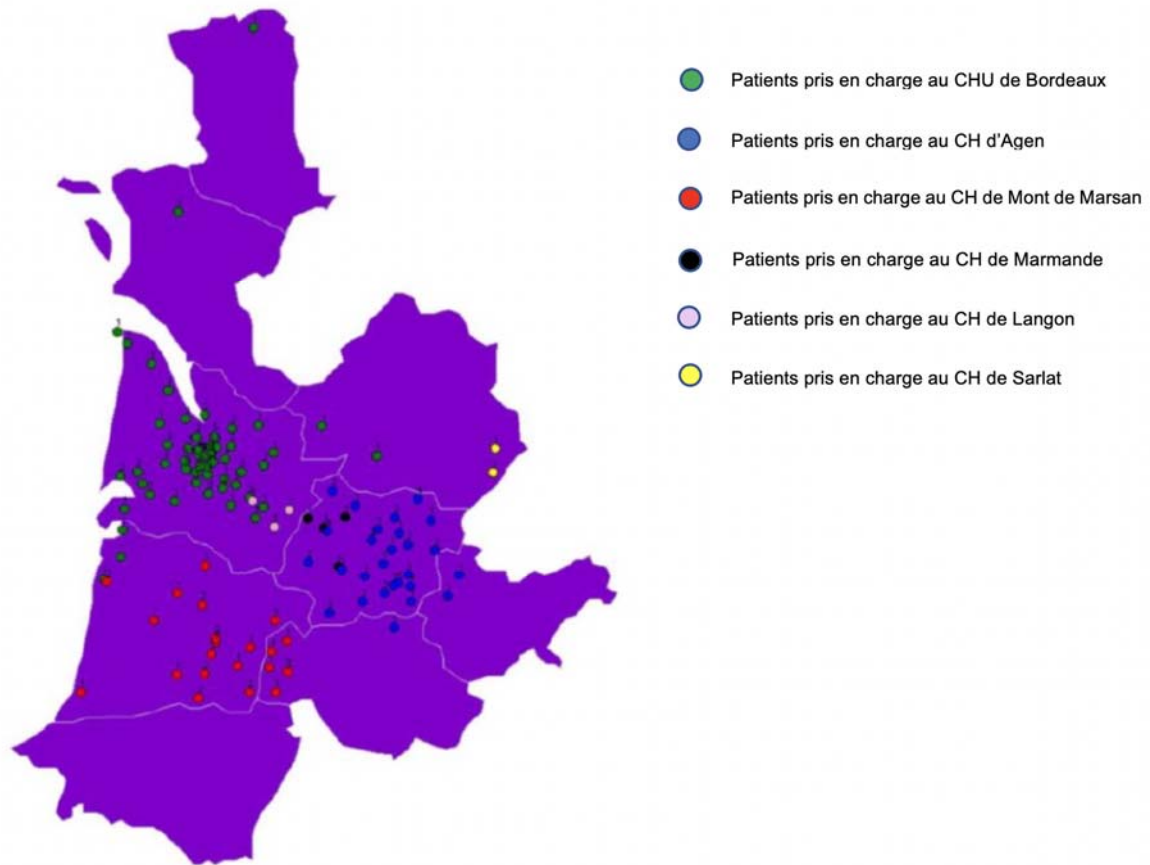 Patients pris en charge au CHU de Bordeaux
Patients pris en charge au CH d'Agen
Patients pris en charge au CH de Mont de Marsan
Patients pris en charge au CH de Marmande
Patients pris en charge au CH de Langon
Patients pris en charge au CH de Sarlat